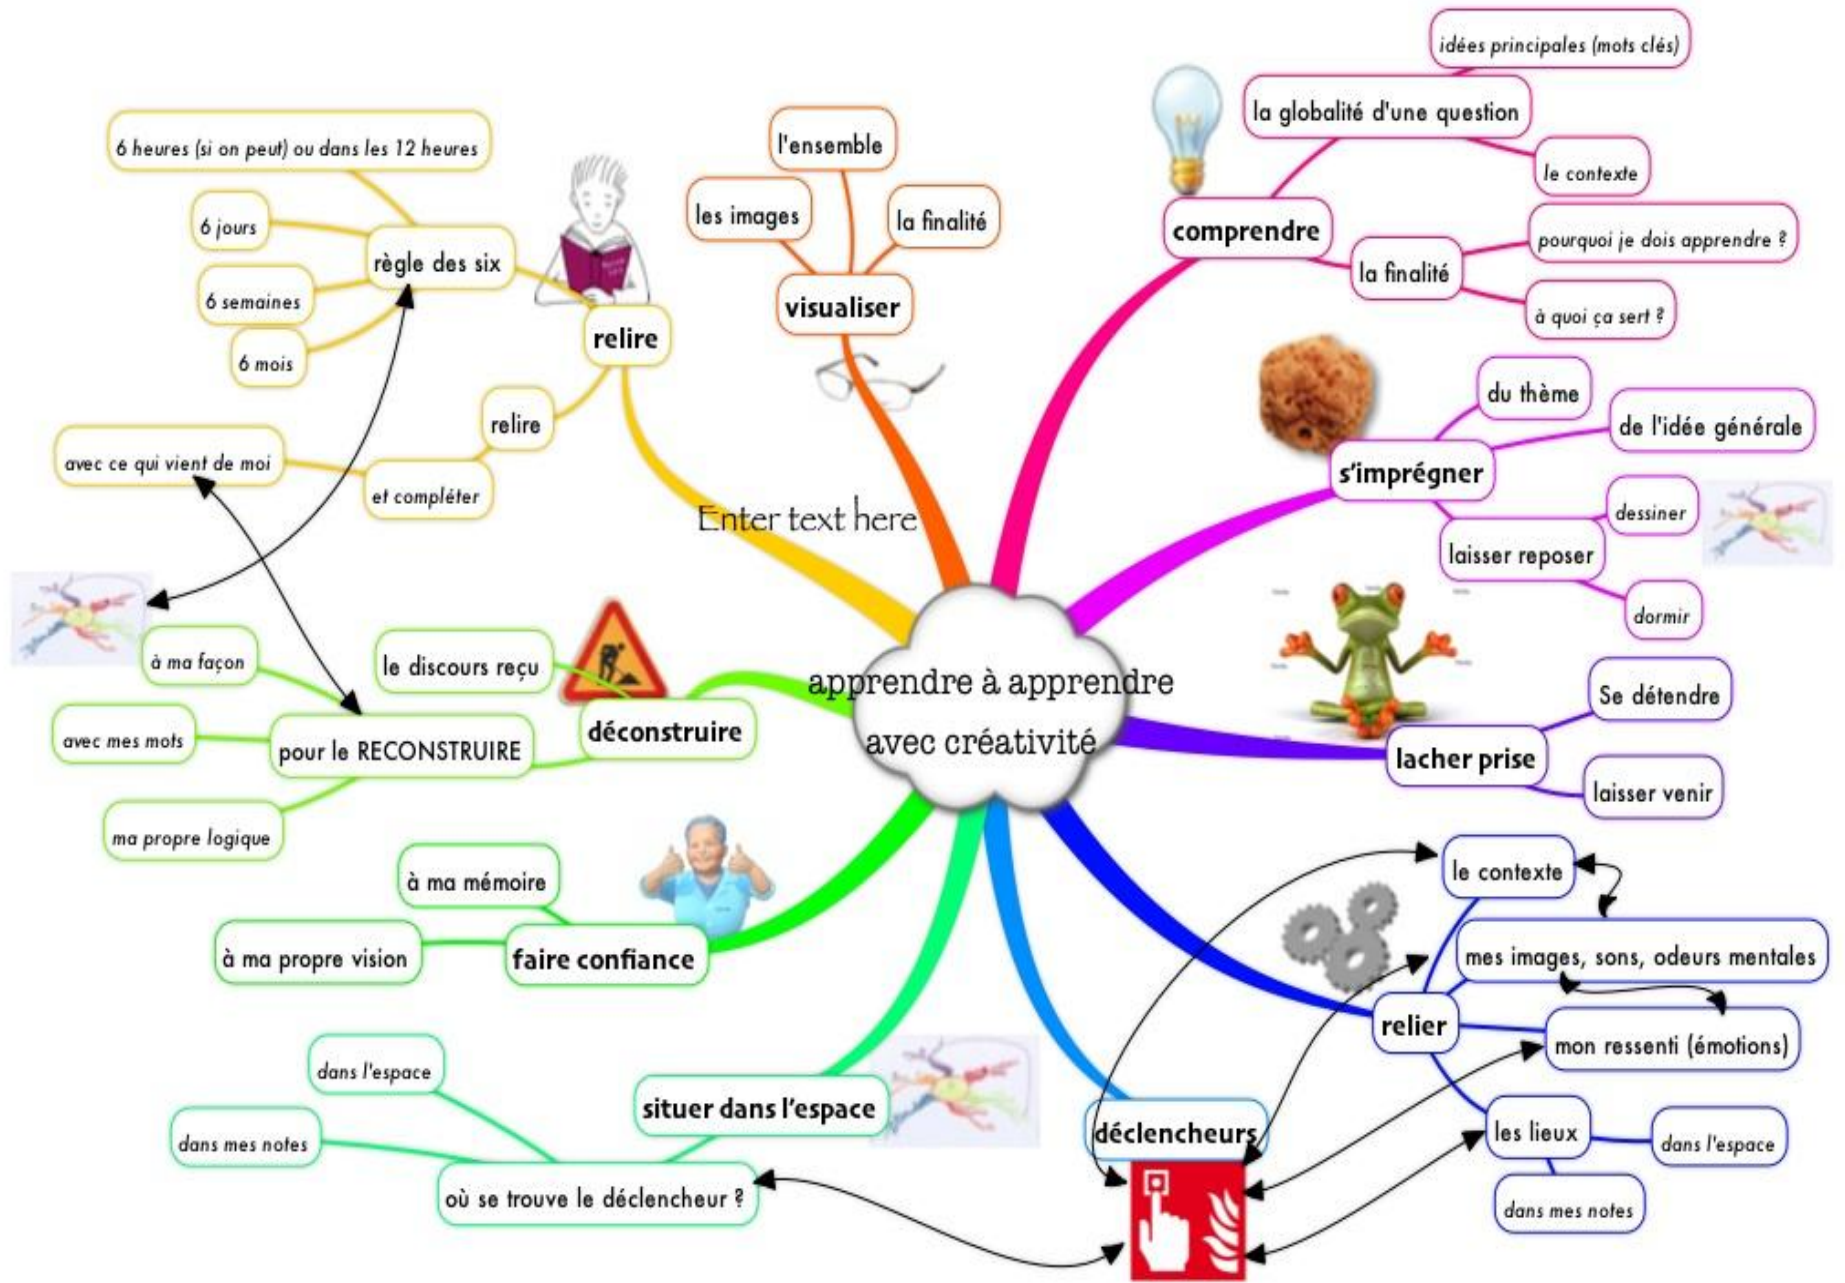 apprendre à apprendre
avec créativité
comprendre
la globalité d'une question
idées principales (mots clés)
le contexte
la finalité
pourquoi je dois apprendre ?
à quoi ça sert ?
s'imprégner
du thème
de l'idée générale
laisser reposer
dessiner
dormir
lacher prise
Se détendre
laisser venir
relier
le contexte
mes images, sons, odeurs mentales
mon ressenti (émotions)
les lieux
dans l'espace
dans mes notes
déclencheurs
situer dans l'espace
où se trouve le déclencheur ?
dans l'espace
dans mes notes
faire confiance
à ma mémoire
à ma propre vision
déconstruire
le discours reçu
pour le RECONSTRUIRE
à ma façon
avec mes mots
ma propre logique
Enter text here
relire
règle des six
6 heures (si on peut) ou dans les 12 heures
6 jours
6 semaines
6 mois
relire
et compléter
avec ce qui vient de moi
visualiser
les images
l'ensemble
la finalité